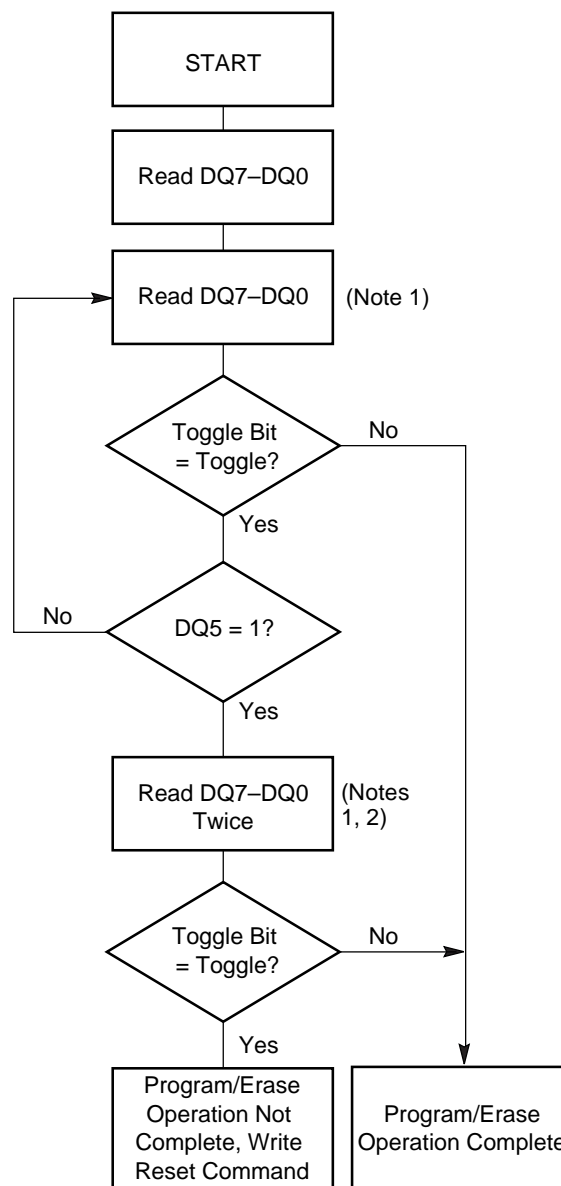 START
Read DQ7–DQ0
Read DQ7–DQ0
(Note 1)
Toggle Bit
= Toggle?
No
Yes
No
DQ5 = 1?
Yes
Read DQ7–DQ0
Twice
(Notes
1, 2)
Toggle Bit
= Toggle?
No
Yes
Program/Erase
Operation Not
Complete, Write
Reset Command
Program/Erase
Operation Complete